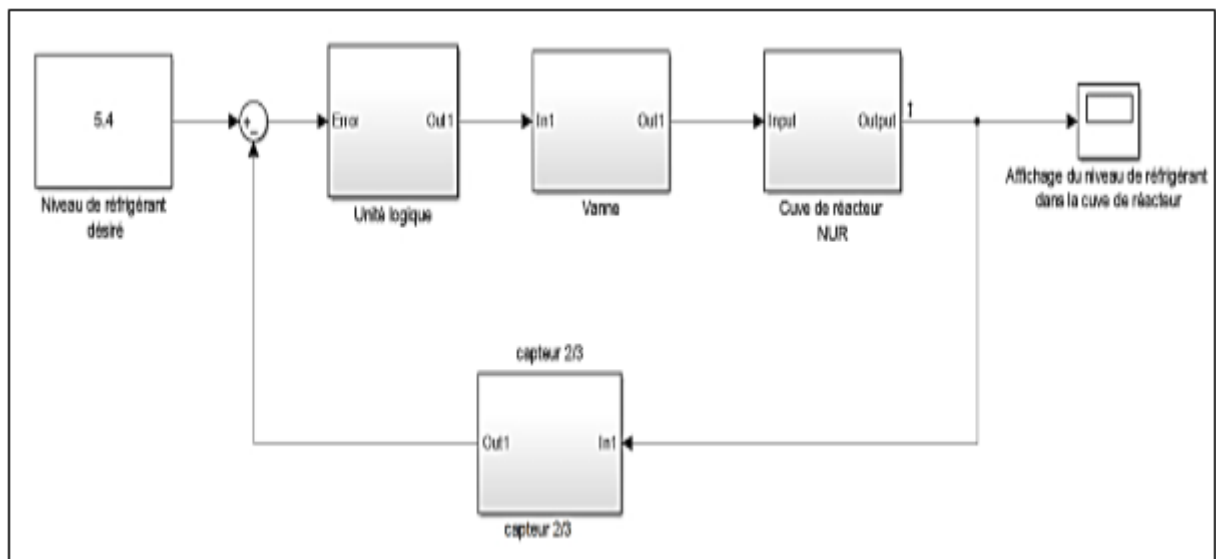 5.4
Niveau de réfrigérant
désiré
+
-
Error
Out1
Unité logique
In1
Out1
Vanne
Input
Output
Cuve de réacteur
NUR
1
Affichage du niveau de réfrigérant
dans la cuve de réacteur
capteur 2/3
Out1
In1
capteur 2/3